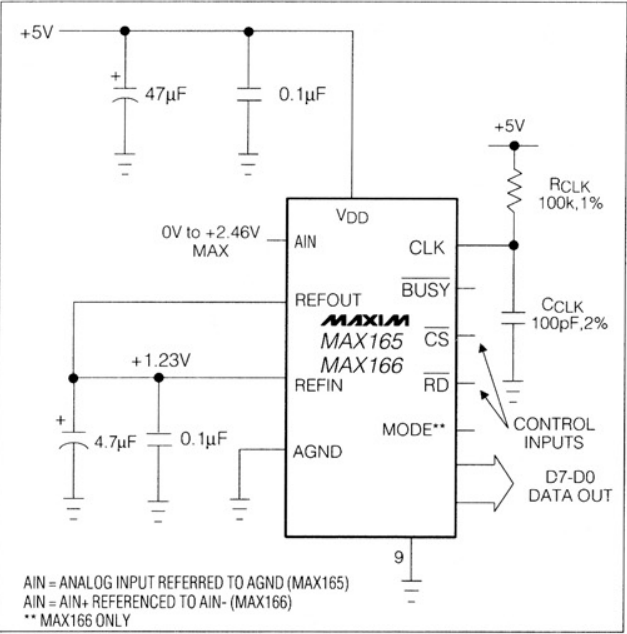 +5V
+
47µF
0.1µF
+5V
RCLK
100k,1%
VDD
0V to +2.46V
MAX
AIN
CLK
REFOUT
BUSY
MAXIM
MAX165
MAX166
CS
CCLK
100pF,2%
+1.23V
REFIN
RD
+
4.7µF
0.1µF
MODE**
CONTROL
INPUTS
AGND
D7-D0
DATA OUT
9
AIN = ANALOG INPUT REFERRED TO AGND (MAX165)
AIN = AIN+ REFERENCED TO AIN- (MAX166)
** MAX166 ONLY